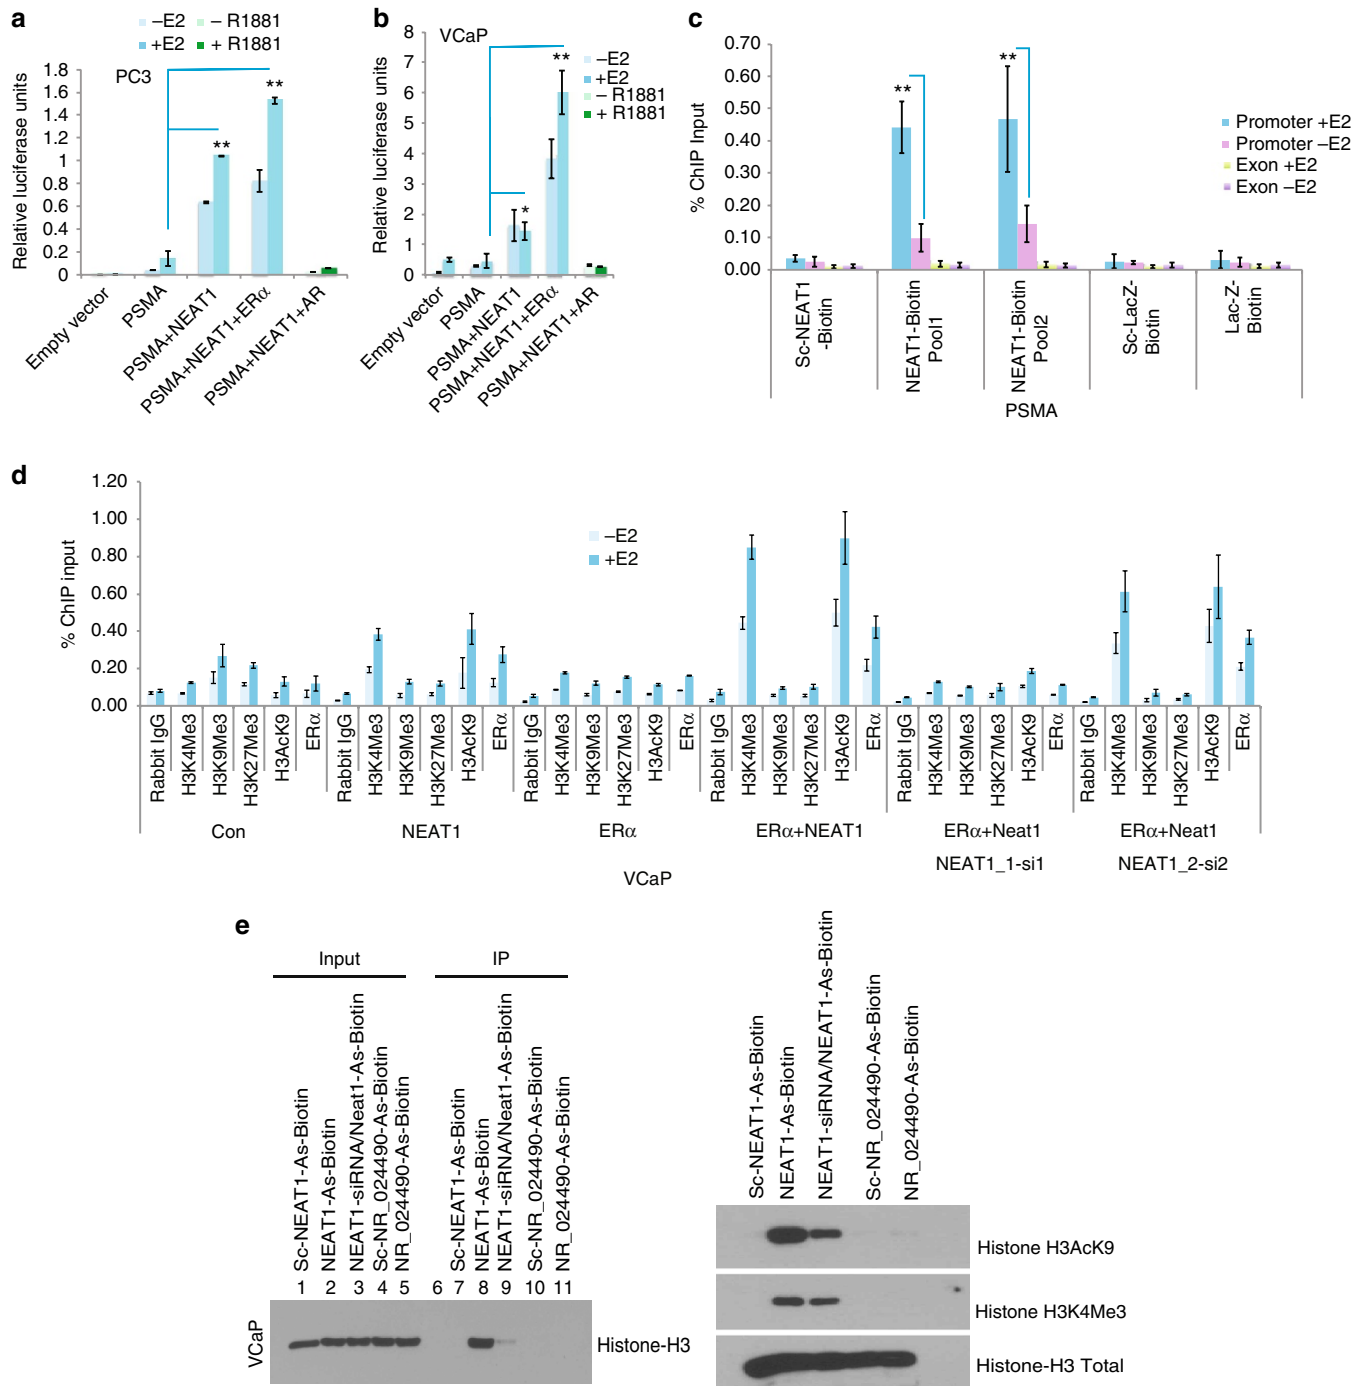 a
−E2
− R1881
+E2
+ R1881
PC3
Relative luciferase units
1.8
1.6
1.4
1.2
1
0.8
0.6
0.4
0.2
0
**
**
Empty vector
PSMA
PSMA+NEAT1
PSMA+NEAT1+ERα
PSMA+NEAT1+AR
b
VCaP
−E2
+E2
− R1881
+ R1881
Relative luciferase units
8
7
6
5
4
3
2
1
0
*
**
Empty vector
PSMA
PSMA+NEAT1
PSMA+NEAT1+ERα
PSMA+NEAT1+AR
c
% ChIP Input
0.70
0.60
0.50
0.40
0.30
0.20
0.10
0.00
**
**
Promoter +E2
Promoter −E2
Exon +E2
Exon −E2
Sc-NEAT1
-Biotin
NEAT1-Biotin
Pool1
NEAT1-Biotin
Pool2
Sc-LacZ-
Biotin
Lac-Z-
Biotin
PSMA
d
% ChIP input
1.20
1.00
0.80
0.60
0.40
0.20
0.00
−E2
+E2
Rabbit IgG
H3K4Me3
H3K9Me3
H3K27Me3
H3AcK9
ERα
Rabbit IgG
H3K4Me3
H3K9Me3
H3K27Me3
H3AcK9
ERα
Rabbit IgG
H3K4Me3
H3K9Me3
H3K27Me3
H3AcK9
ERα
Rabbit IgG
H3K4Me3
H3K9Me3
H3K27Me3
H3AcK9
ERα
Rabbit IgG
H3K4Me3
H3K9Me3
H3K27Me3
H3AcK9
ERα
Rabbit IgG
H3K4Me3
H3K9Me3
H3K27Me3
H3AcK9
ERα
Con
NEAT1
ERα
ERα+NEAT1
ERα+Neat1
ERα+Neat1
NEAT1_1-si1
NEAT1_2-si2
VCaP
e
Input
IP
Sc-NEAT1-As-Biotin
NEAT1-As-Biotin
NEAT1-siRNA/Neat1-As-Biotin
Sc-NR_024490-As-Biotin
NR_024490-As-Biotin
Sc-NEAT1-As-Biotin
NEAT1-As-Biotin
NEAT1-siRNA/Neat1-As-Biotin
Sc-NR_024490-As-Biotin
NR_024490-As-Biotin
1 2 3 4 5 6 7 8 9 10 11
VCaP
Histone-H3
Sc-NEAT1-As-Biotin
NEAT1-As-Biotin
NEAT1-siRNA/NEAT1-As-Biotin
Sc-NR_024490-As-Biotin
NR_024490-As-Biotin
Histone H3AcK9
Histone H3K4Me3
Histone-H3 Total